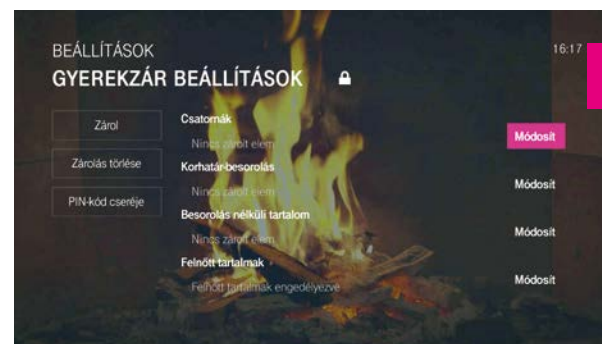 BEÁLLÍTÁSOK
16:17
GYEREKZÁR BEÁLLÍTÁSOK
Zárol
Zárolás törlése
PIN-kód cseréje
Csatornák
Nincs zárolt elem
Módosít
Korhatár-besorolás
Nincs zárolt elem
Módosít
Besorolás nélküli tartalom
Nincs zárolt elem
Módosít
Felnőtt tartalmak
Felnőtt tartalmak engedélyezve
Módosít